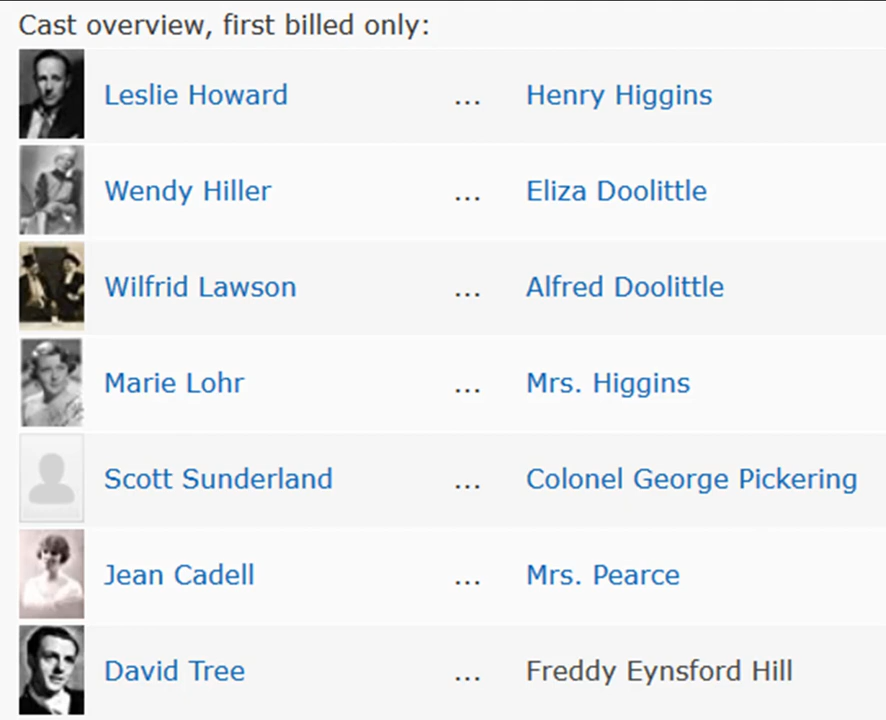 Cast overview, first billed only:
Leslie Howard ... Henry Higgins
Wendy Hiller ... Eliza Doolittle
Wilfrid Lawson ... Alfred Doolittle
Marie Lohr ... Mrs. Higgins
Scott Sunderland ... Colonel George Pickering
Jean Cadell ... Mrs. Pearce
David Tree ... Freddy Eynsford Hill